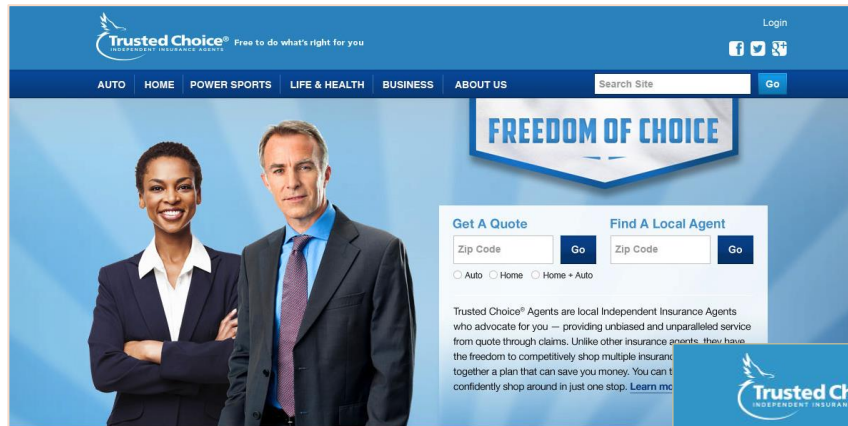 Login
Trusted Choice® Free to do what's right for you
INDEPENDENT INSURANCE AGENTS
AUTO HOME POWER SPORTS LIFE & HEALTH BUSINESS ABOUT US Search Site Go
FREEDOM OF CHOICE
Get A Quote Find A Local Agent
Zip Code Go Zip Code Go
Auto Home Home + Auto
Trusted Choice® Agents are local Independent Insurance Agents
who advocate for you — providing unbiased and unparalleled service
from quote through claims. Unlike other insurance agents, they have
the freedom to competitively shop multiple insuranc
together a plan that can save you money. You can t
confidently shop around in just one stop. Learn mo
Trusted Ch
INDEPENDENT INSURAN